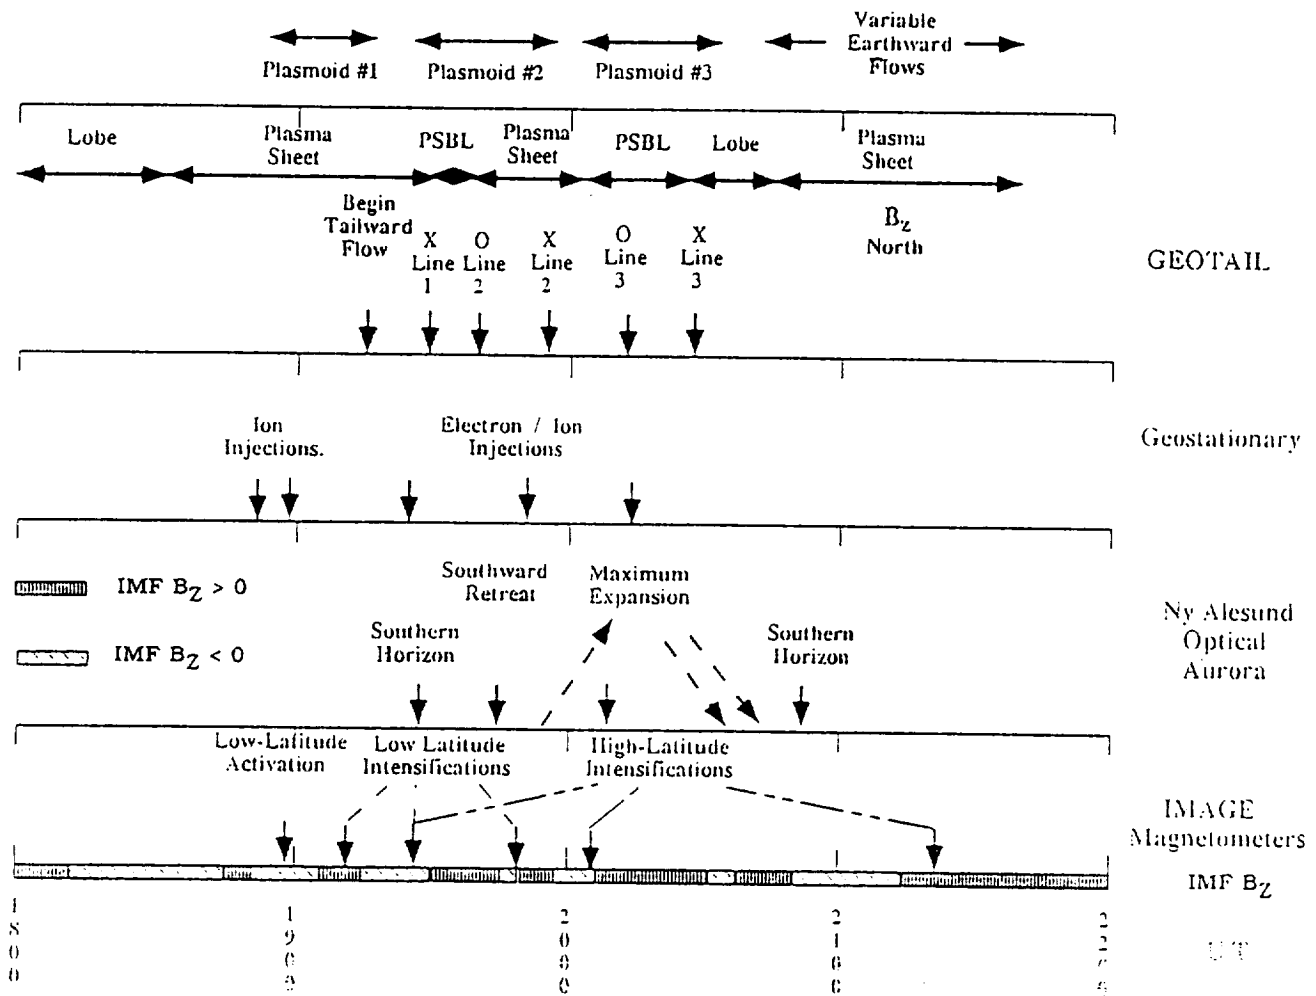 Variable
Earthward
Flows
Plasmoid #1
Plasmoid #2
Plasmoid #3
Lobe
Plasma
Sheet
PSBL
Plasma
Sheet
PSBL
Lobe
Plasma
Sheet
Begin
Tailward
Flow
X
Line
1
O
Line
2
X
Line
2
O
Line
3
X
Line
3
Bz
North
GEOTAIL
Ion
Injections.
Electron / Ion
Injections
Geostationary
IMF BZ > 0
IMF BZ < 0
Southward
Retreat
Maximum
Expansion
Southern
Horizon
Southern
Horizon
Ny Alesund
Optical
Aurora
Low-Latitude
Activation
Low Latitude
Intensifications
High-Latitude
Intensifications
IMAGE
Magnetometers
IMF BZ
1800
1900
2000
2100
UT